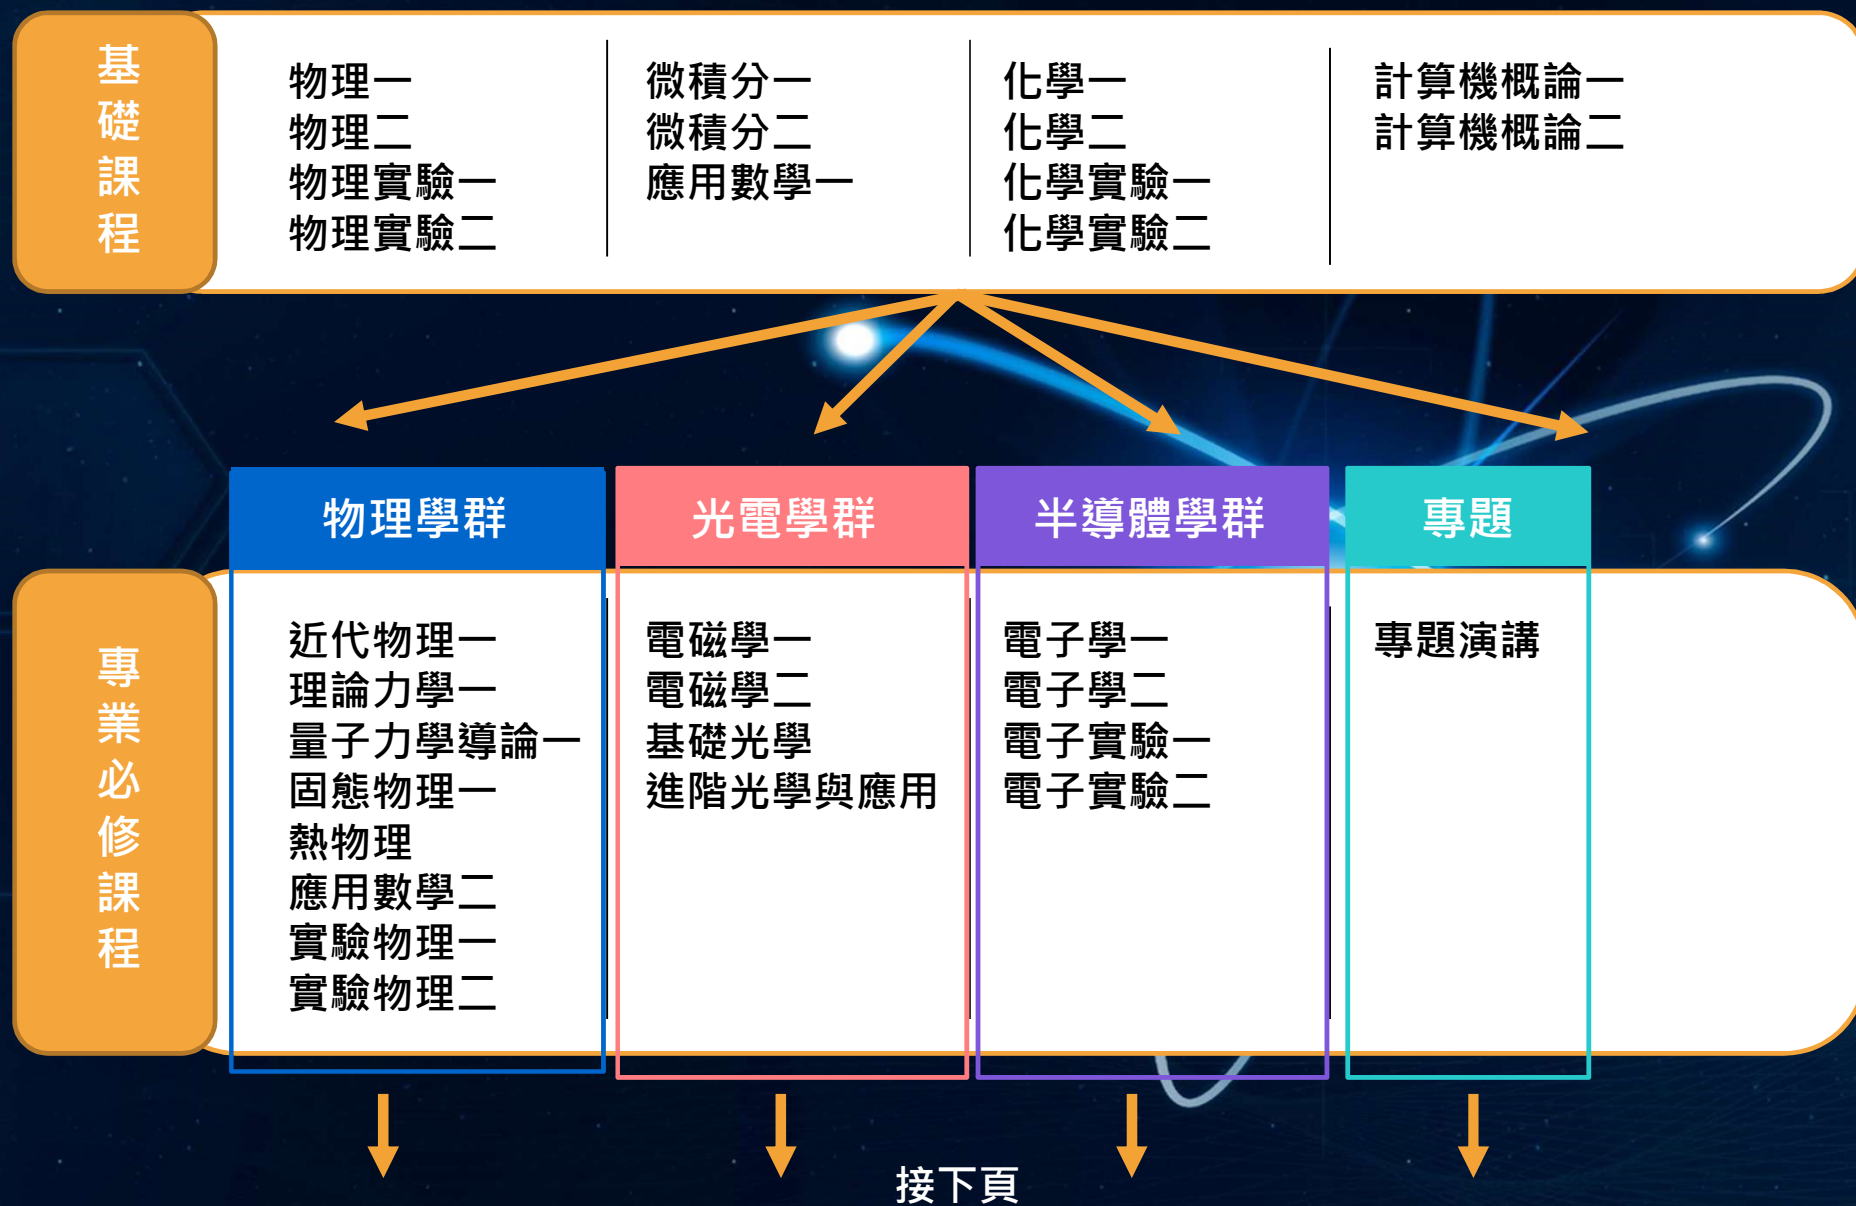 基礎課程
物理一
物理二
物理實驗一
物理實驗二
微積分一
微積分二
應用數學一
化學一
化學二
化學實驗一
化學實驗二
計算機概論一
計算機概論二
物理學群
光電學群
半導體學群
專題
專業必修課程
近代物理一
理論力學一
量子力學導論一
固態物理一
熱物理
應用數學二
實驗物理一
實驗物理二
電磁學一
電磁學二
基礎光學
進階光學與應用
電子學一
電子學二
電子實驗一
電子實驗二
專題演講
接下頁